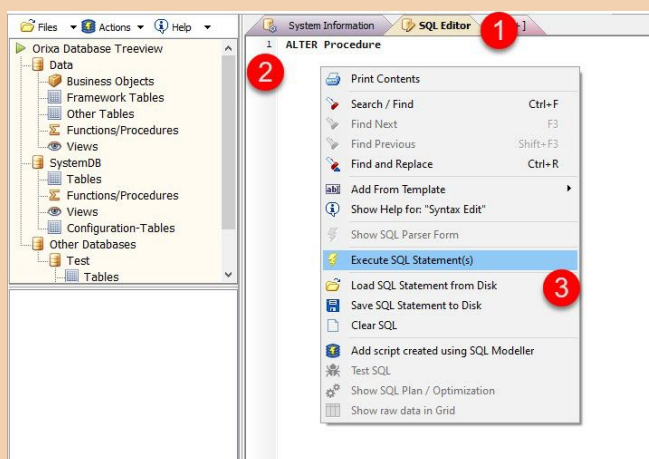 Files Actions Help
System Information SQL Editor 1 ]
Orixa Database Treeview
Data
Business Objects
Framework Tables
Other Tables
Functions/Procedures
Views
SystemDB
Tables
Functions/Procedures
Views
Configuration-Tables
Other Databases
Test
Tables
1 ALTER Procedure
2
Print Contents
Search / Find Ctrl+F
Find Next F3
Find Previous Shift+F3
Find and Replace Ctrl+R
Add From Template
Show Help for: "Syntax Edit"
Show SQL Parser Form
Execute SQL Statement(s)
3
Load SQL Statement from Disk
Save SQL Statement to Disk
Clear SQL
Add script created using SQL Modeller
Test SQL
Show SQL Plan / Optimization
Show raw data in Grid